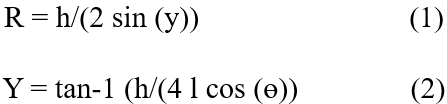 R = h/(2 sin (y)) (1)
Y = tan-1 (h/(4 l cos (ɵ)) (2)